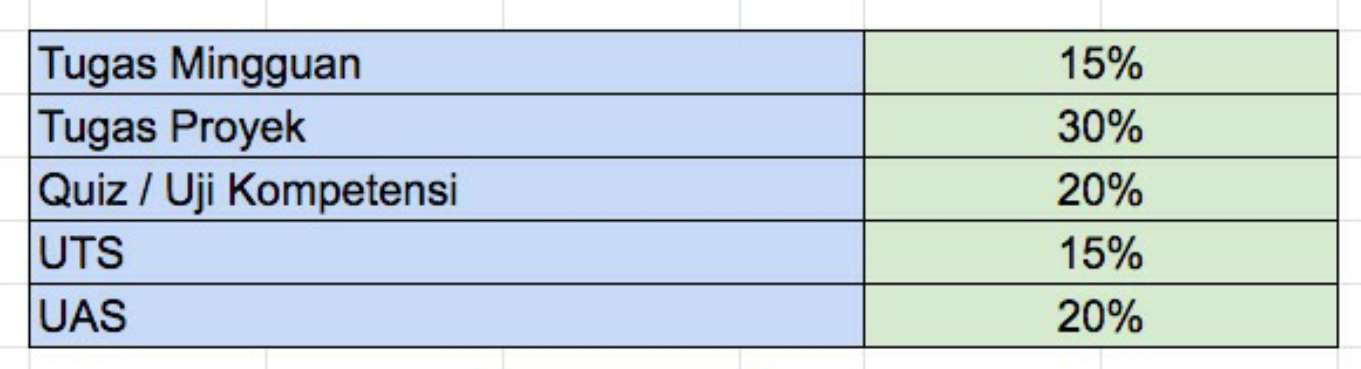 Tugas Mingguan 15%
Tugas Proyek 30%
Quiz / Uji Kompetensi 20%
UTS 15%
UAS 20%